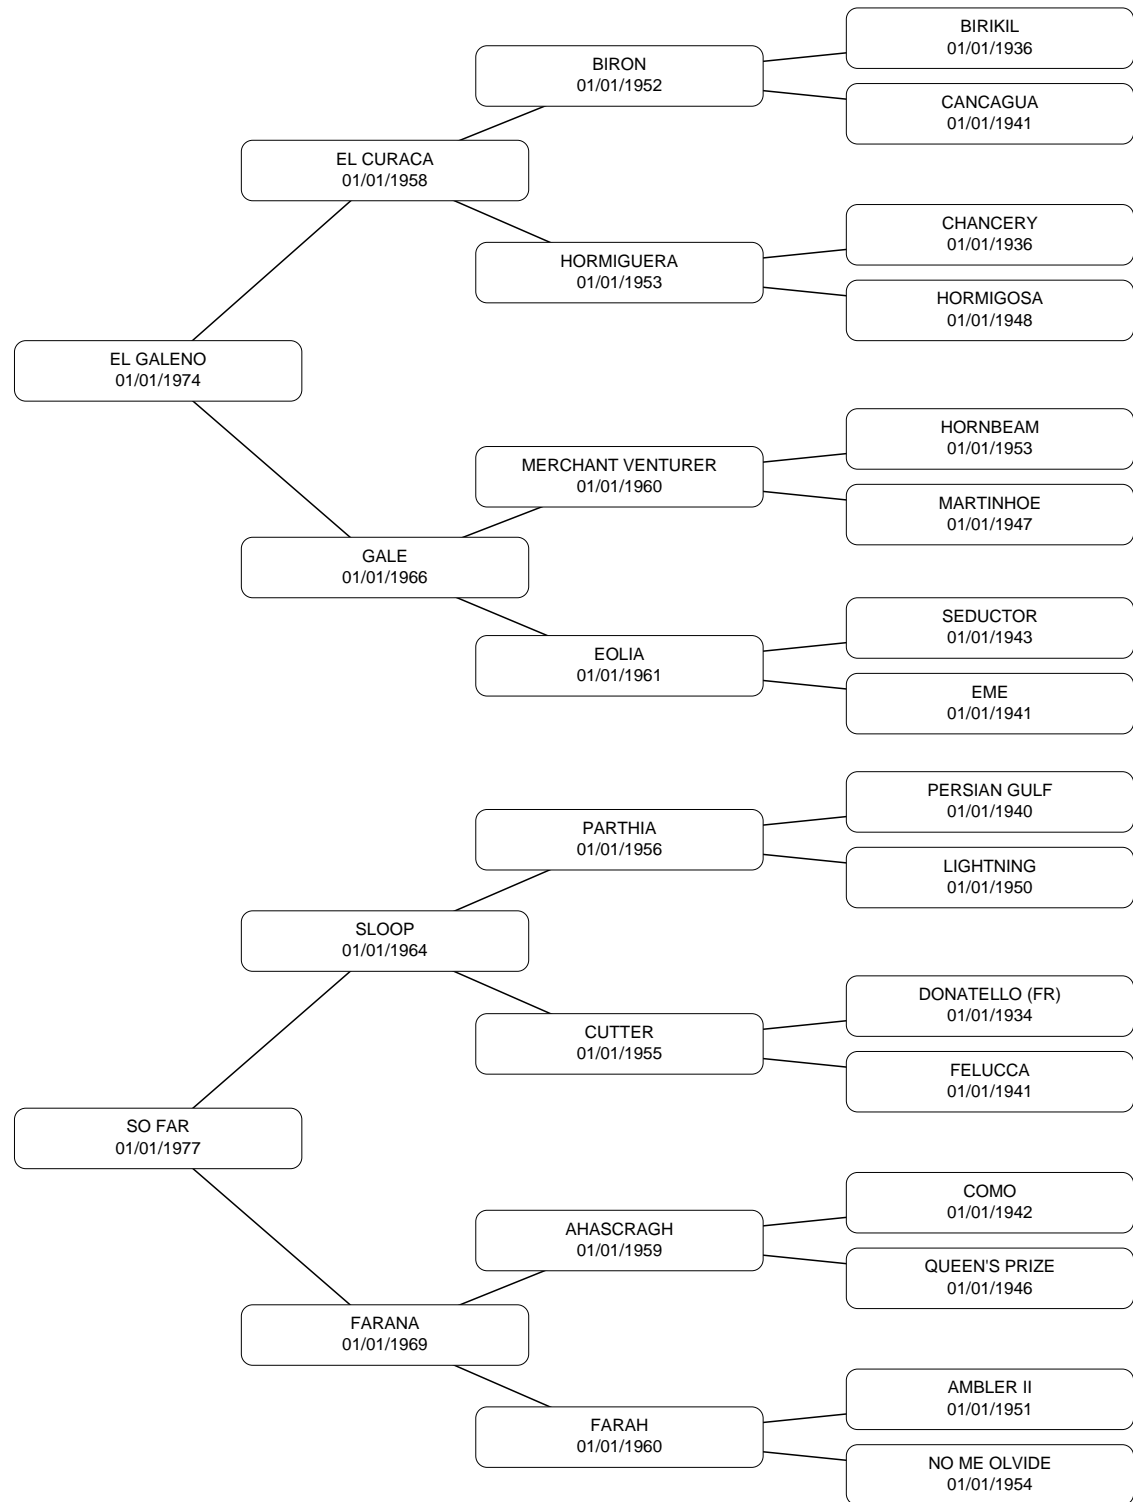 BIRIKIL
01/01/1936
BIRON
01/01/1952
CANCAGUA
01/01/1941
EL CURACA
01/01/1958
CHANCERY
01/01/1936
HORMIGUERA
01/01/1953
HORMIGOSA
01/01/1948
EL GALENO
01/01/1974
HORNBEAM
01/01/1953
MERCHANT VENTURER
01/01/1960
MARTINHOE
01/01/1947
GALE
01/01/1966
SEDUCTOR
01/01/1943
EOLIA
01/01/1961
EME
01/01/1941
PERSIAN GULF
01/01/1940
PARTHIA
01/01/1956
LIGHTNING
01/01/1950
SLOOP
01/01/1964
DONATELLO (FR)
01/01/1934
CUTTER
01/01/1955
FELUCCA
01/01/1941
SO FAR
01/01/1977
COMO
01/01/1942
AHASCRAGH
01/01/1959
QUEEN'S PRIZE
01/01/1946
FARANA
01/01/1969
AMBLER II
01/01/1951
FARAH
01/01/1960
NO ME OLVIDE
01/01/1954